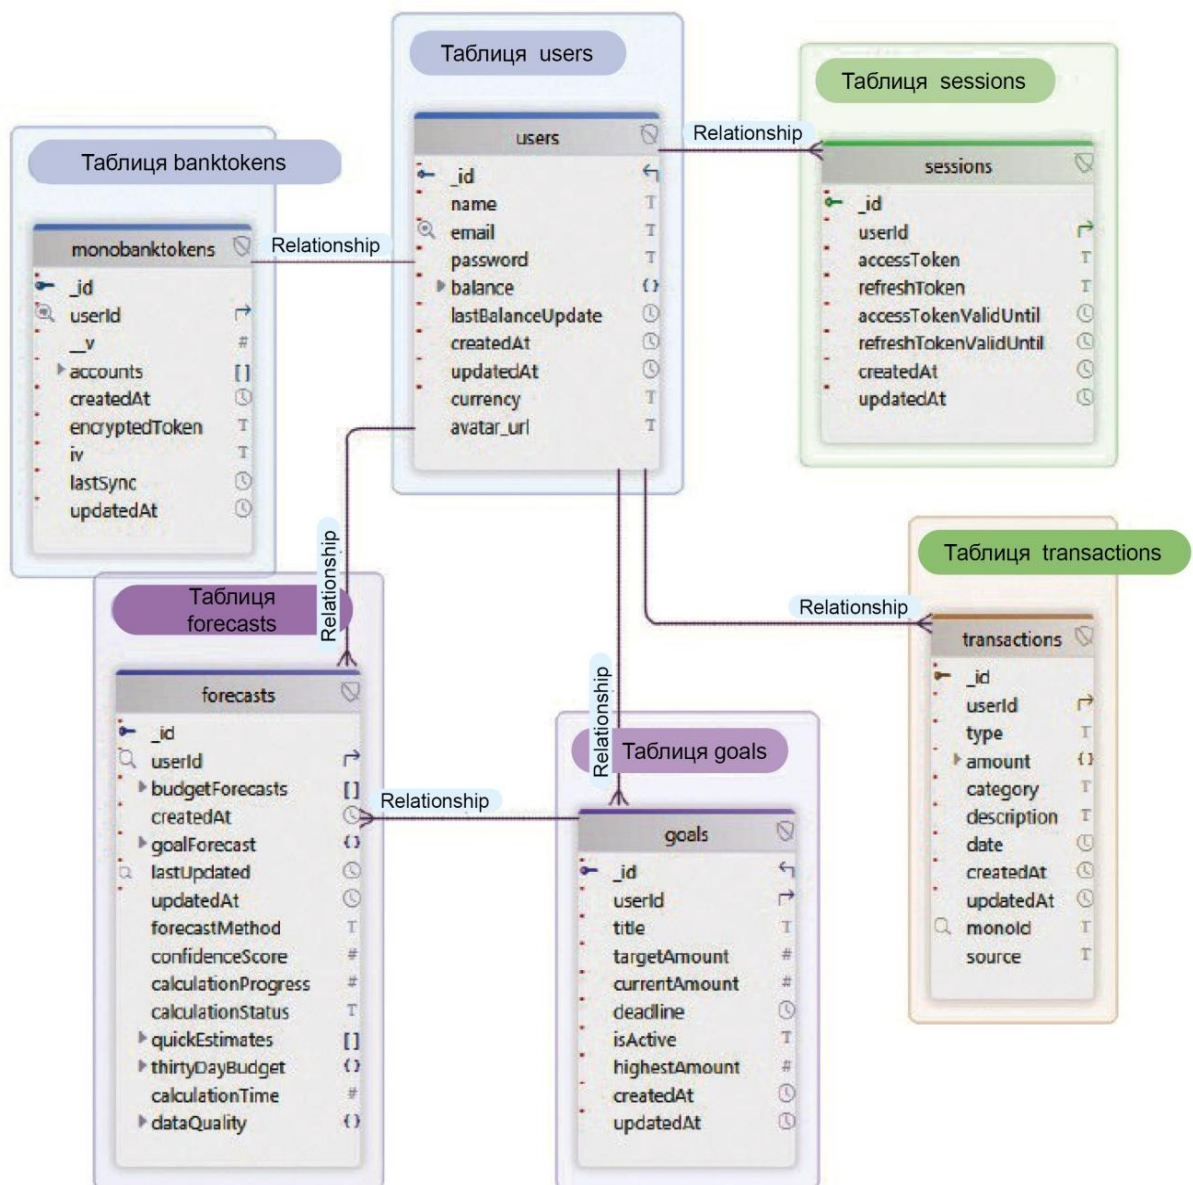 Таблиця users
users
_id
name
T
email
T
password
T
balance
{}
lastBalanceUpdate
createdAt
updatedAt
currency
T
avatar_url
T
Таблиця sessions
sessions
_id
userId
accessToken
T
refreshToken
T
accessTokenValidUntil
refreshTokenValidUntil
createdAt
updatedAt
Relationship
Таблиця banktokens
monobanktokens
_id
userId
__v
#
accounts
[]
createdAt
encryptedToken
T
iv
T
lastSync
updatedAt
Relationship
Relationship
Relationship
Relationship
Таблиця transactions
transactions
_id
userId
type
T
amount
{}
category
T
description
T
date
createdAt
updatedAt
monoId
T
source
T
Таблиця
forecasts
forecasts
_id
userId
budgetForecasts
[]
createdAt
goalForecast
{}
lastUpdated
updatedAt
forecastMethod
T
confidenceScore
#
calculationProgress
#
calculationStatus
T
quickEstimates
[]
thirtyDayBudget
{}
calculationTime
#
dataQuality
{}
Relationship
Таблиця goals
goals
_id
userId
title
T
targetAmount
#
currentAmount
#
deadline
isActive
T
highestAmount
#
createdAt
updatedAt